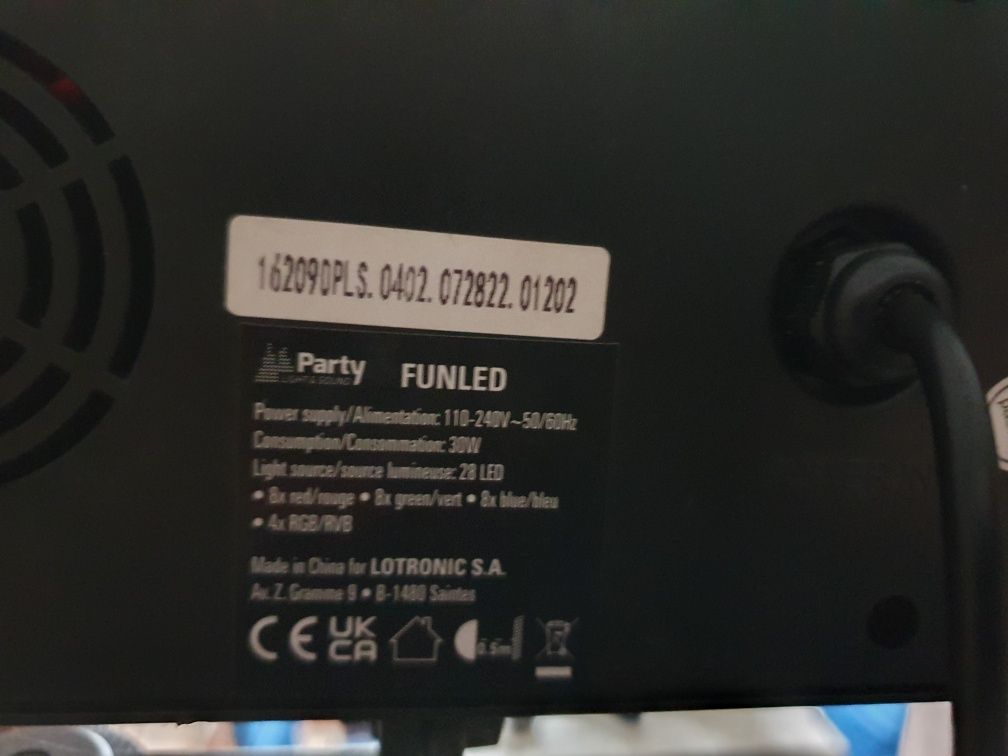 162090PLS. 0402. 072822. 01202
Party
LIGHT & SOUND
FUNLED
Power supply/Alimentation: 110-240V~50/60Hz
Consumption/Consommation: 30W
Light source/source lumineuse: 28 LED
• 8x red/rouge • 8x green/vert • 8x blue/bleu
• 4x RGB/RVB
Made in China for LOTRONIC S.A.
Av. Z. Gramme 9 • B-1480 Saintes
CE UK CA 0.5m